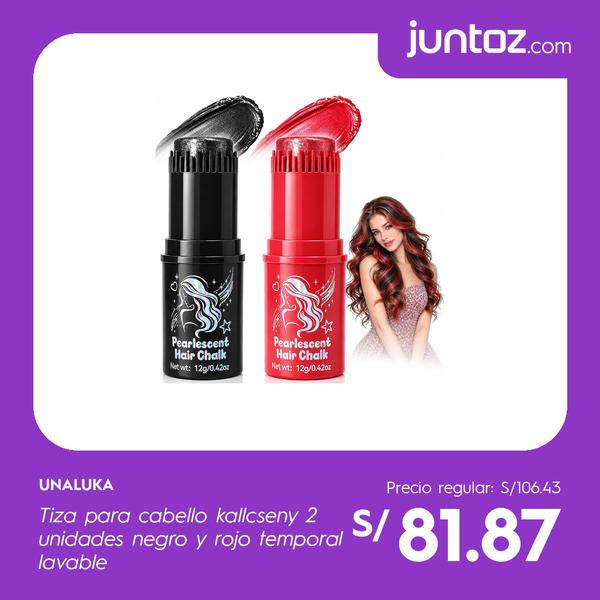 juntoz.com
Pearlescent
Hair Chalk
Net wt: 12g/0.42oz
Pearlescent
Hair Chalk
Net wt: 12g/0.42oz
UNALUKA
Tiza para cabello kallcseny 2
unidades negro y rojo temporal
lavable
Precio regular: S/106.43
S/ 81.87